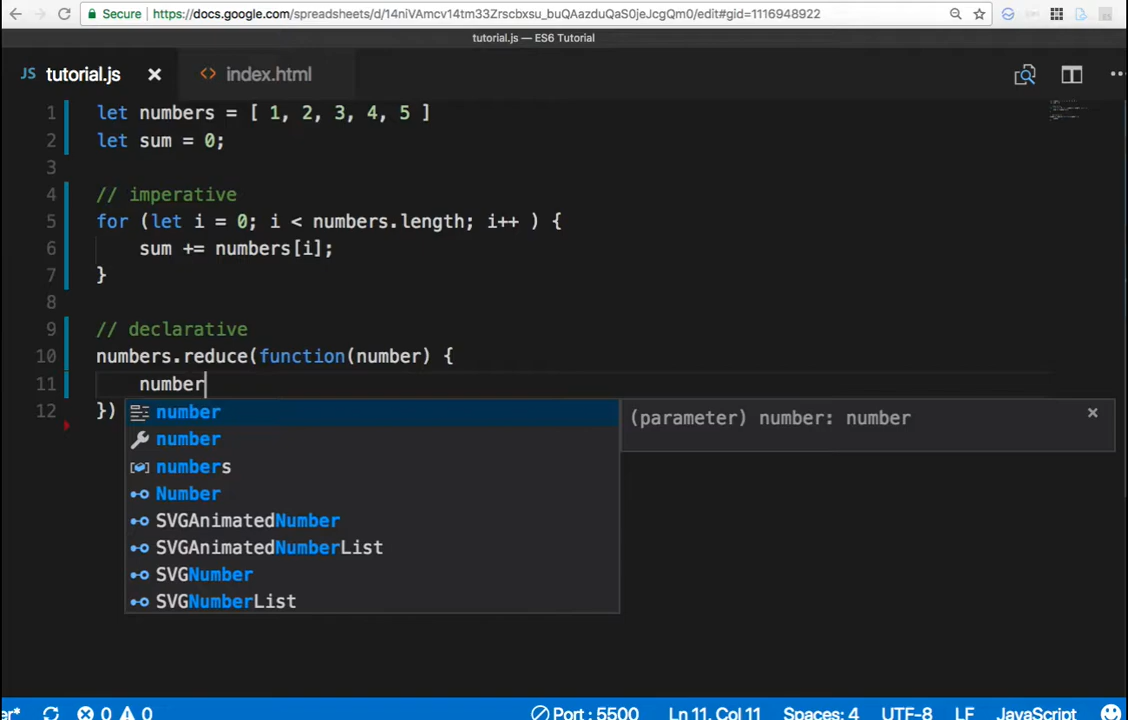 Secure https://docs.google.com/spreadsheets/d/14niVAmcv14tm33Zrscbxsu_buQAazduQaS0jeJcgQm0/edit#gid=1116948922
tutorial.js — ES6 Tutorial
JS tutorial.js index.html
1 let numbers = [ 1, 2, 3, 4, 5 ]
2 let sum = 0;
3
4 // imperative
5 for (let i = 0; i < numbers.length; i++ ) {
6 sum += numbers[i];
7 }
8
9 // declarative
10 numbers.reduce(function(number) {
11 number
12 })
number (parameter) number: number
number
numbers
Number
SVGAnimatedNumber
SVGAnimatedNumberList
SVGNumber
SVGNumberList
er* 0 0 Port : 5500 Ln 11, Col 11 Spaces: 4 UTF-8 LF JavaScript